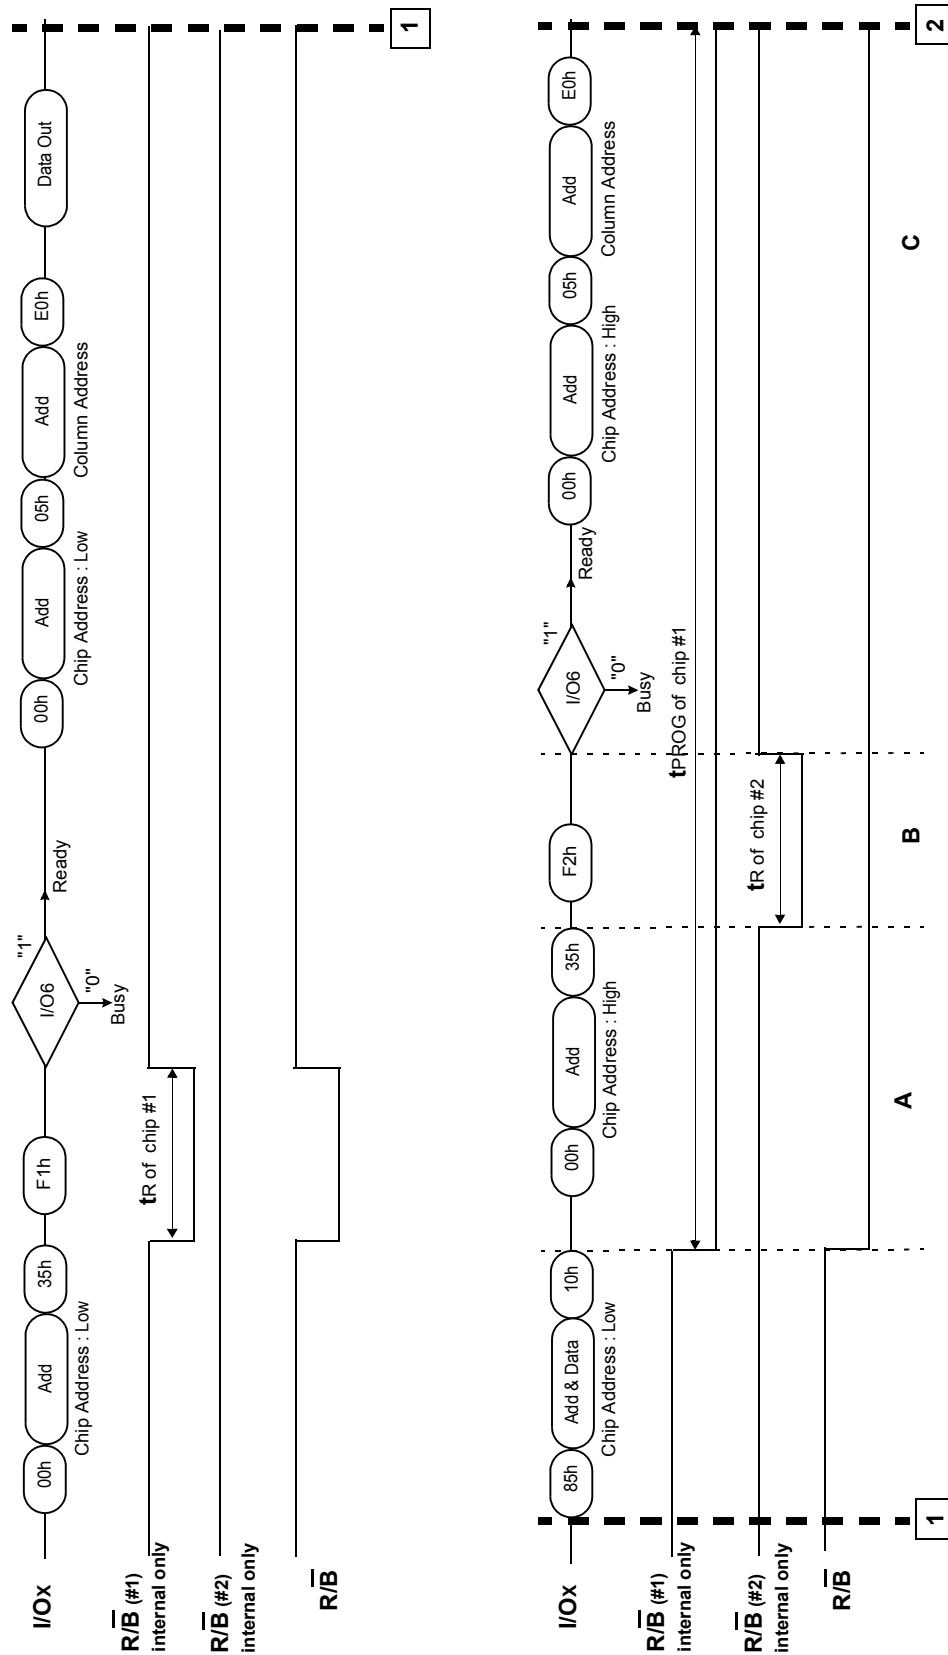 I/Ox
00h
Add
35h
F1h
I/O6
"1"
Ready
00h
Add
05h
Add
E0h
Data Out
Chip Address : Low
"0"
Busy
Chip Address : Low
Column Address
R/B (#1)
internal only
tR of chip #1
R/B (#2)
internal only
R/B
1
I/Ox
85h
Add & Data
10h
00h
Add
35h
F2h
I/O6
"1"
Ready
00h
Add
05h
Add
E0h
Chip Address : Low
Chip Address : High
"0"
Busy
Chip Address : High
Column Address
R/B (#1)
internal only
tPROG of chip #1
R/B (#2)
internal only
tR of chip #2
R/B
A
B
C
1
2